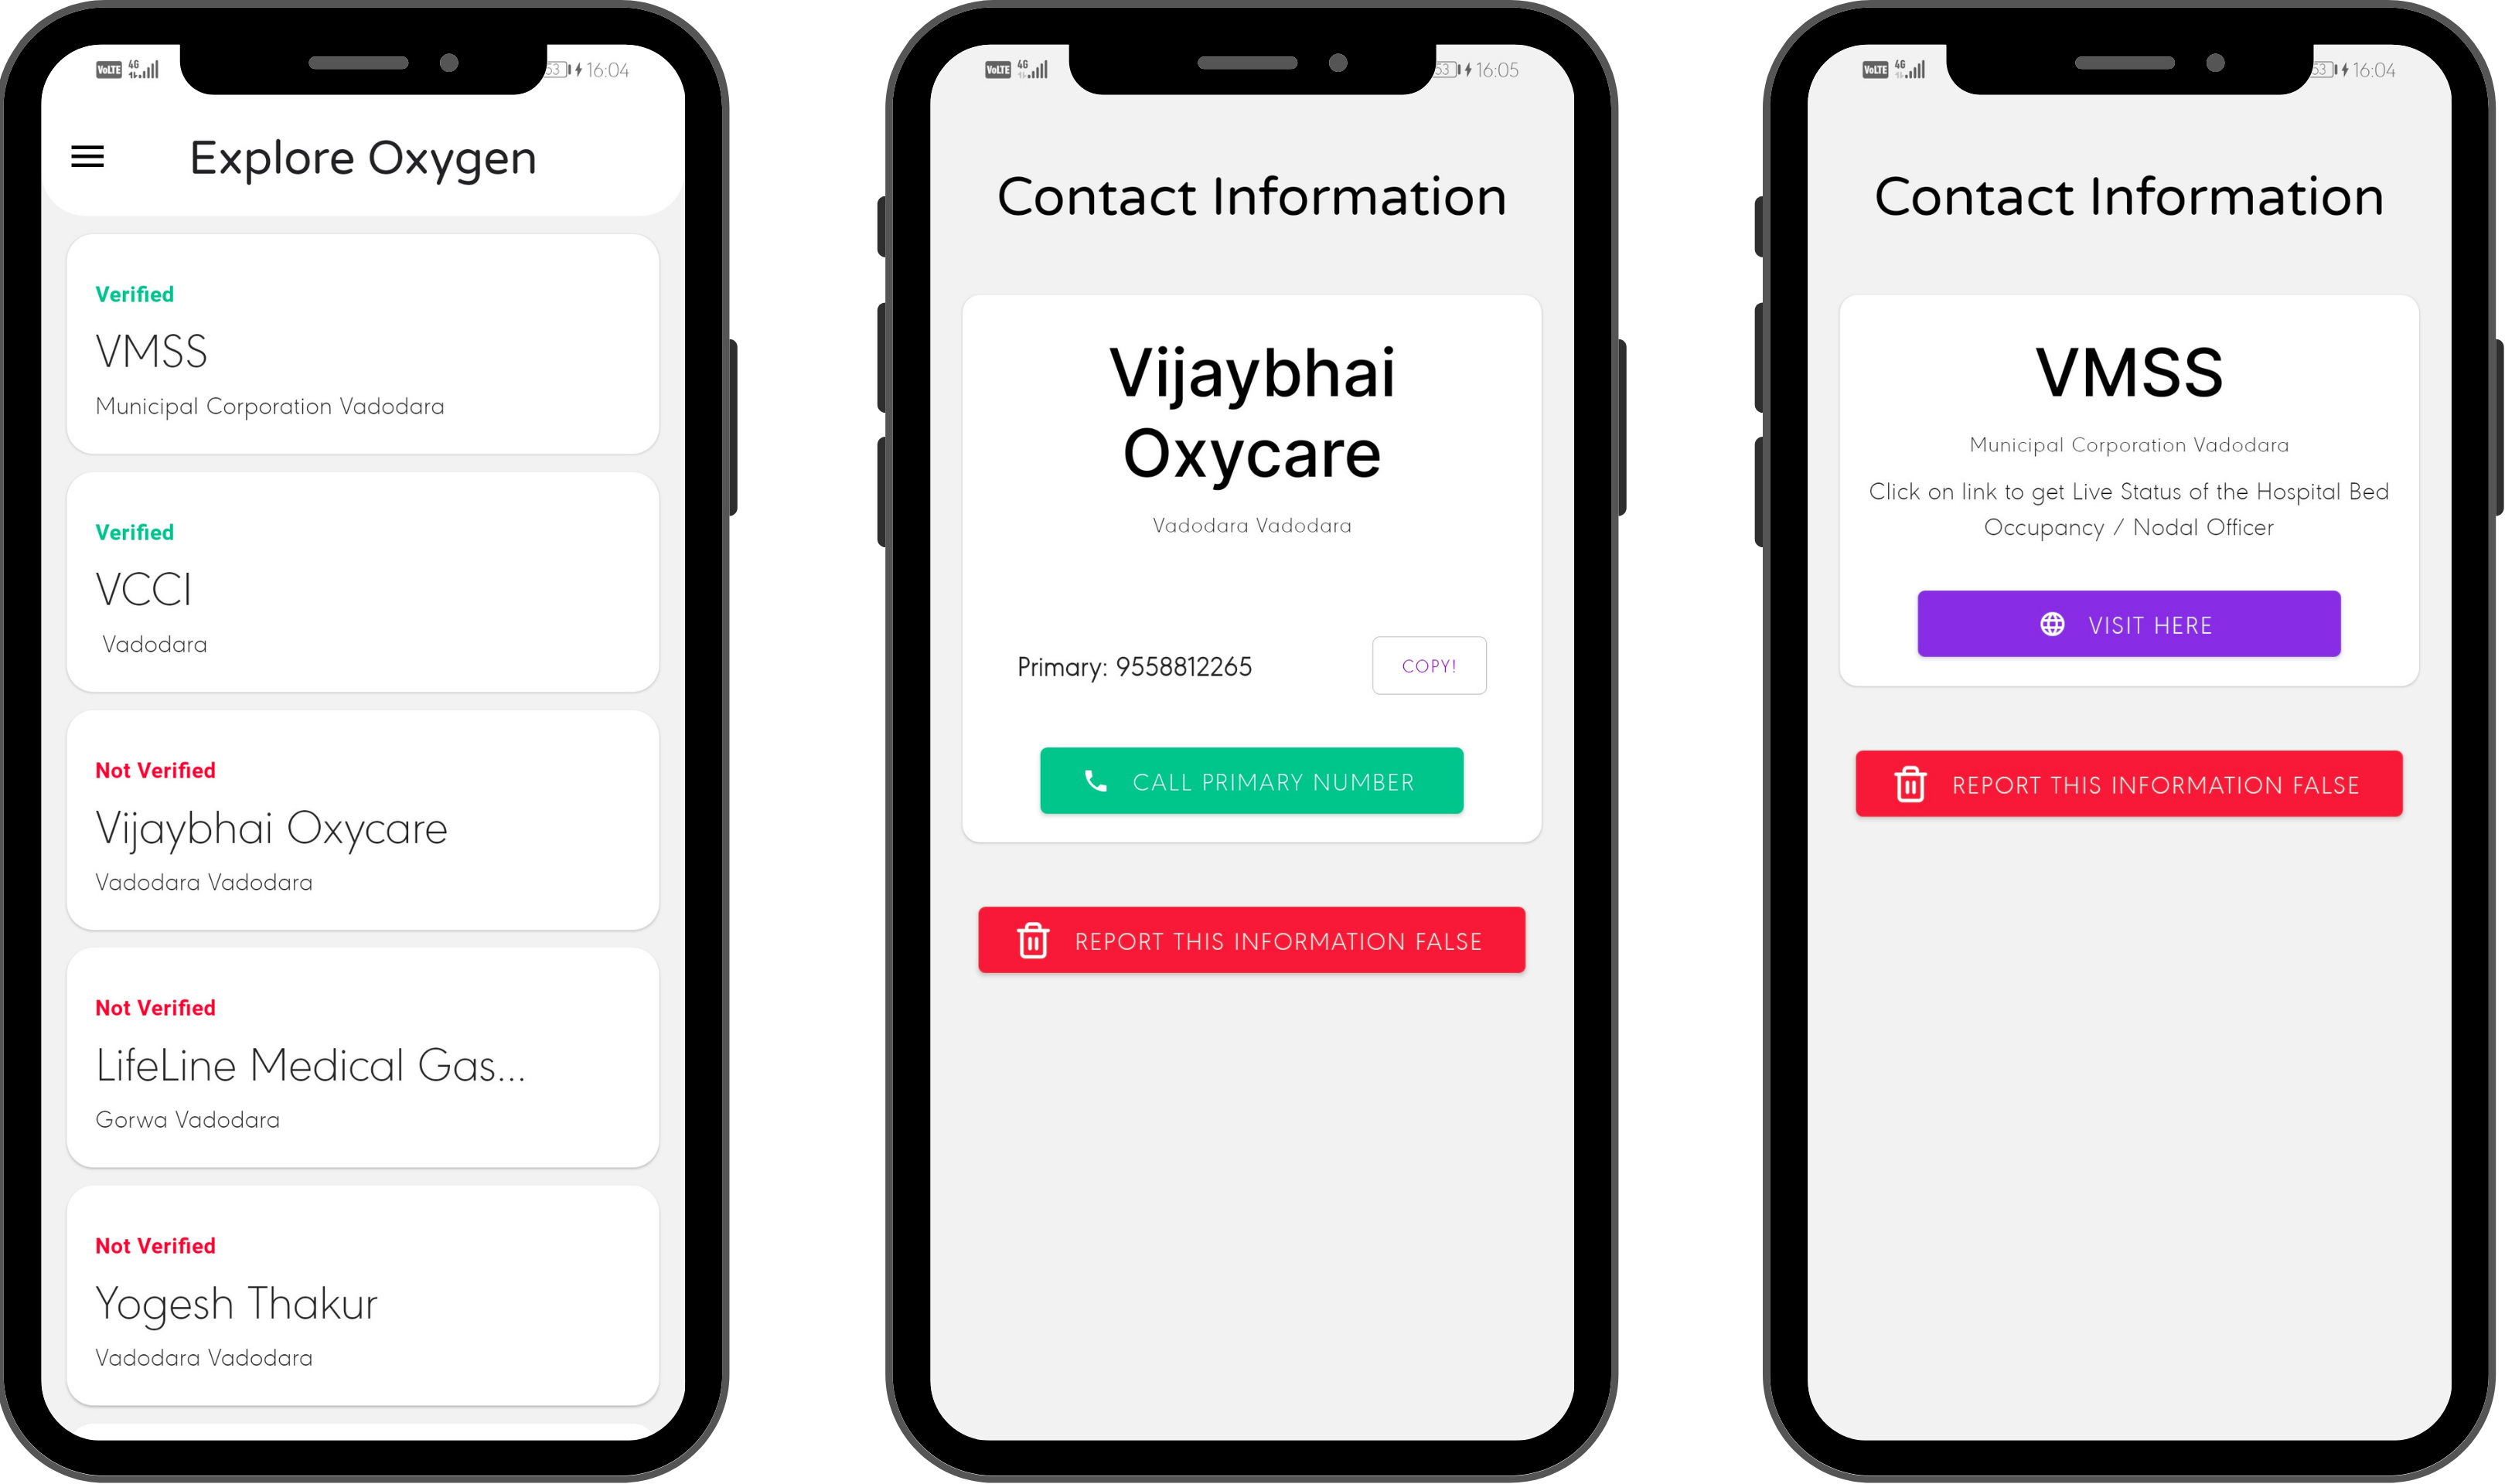 VoLTE 4G 53 16:04
Explore Oxygen
Verified
VMSS
Municipal Corporation Vadodara
Verified
VCCI
Vadodara
Not Verified
Vijaybhai Oxycare
Vadodara Vadodara
Not Verified
LifeLine Medical Gas...
Gorwa Vadodara
Not Verified
Yogesh Thakur
Vadodara Vadodara
VoLTE 4G 53 16:05
Contact Information
Vijaybhai
Oxycare
Vadodara Vadodara
Primary: 9558812265 COPY!
CALL PRIMARY NUMBER
REPORT THIS INFORMATION FALSE
VoLTE 4G 53 16:04
Contact Information
VMSS
Municipal Corporation Vadodara
Click on link to get Live Status of the Hospital Bed
Occupancy / Nodal Officer
VISIT HERE
REPORT THIS INFORMATION FALSE